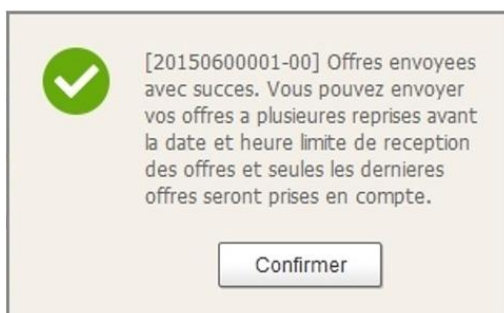 [20150600001-00] Offres envoyees
avec succes. Vous pouvez envoyer
vos offres a plusieures reprises avant
la date et heure limite de reception
des offres et seules les dernieres
offres seront prises en compte.
Confirmer